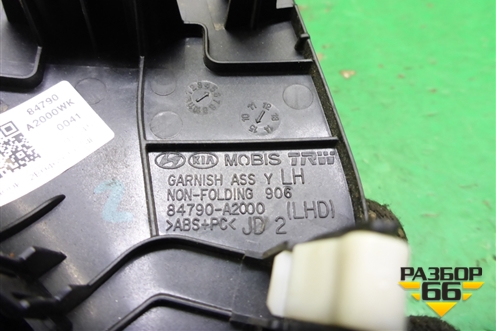 84790
A2000WK
0041
KIA MOBIS TRW
GARNISH ASS Y LH
NON-FOLDING 906
84790-A2000 (LHD)
>ABS+PC< JD 2
2
РАЗБОР
66